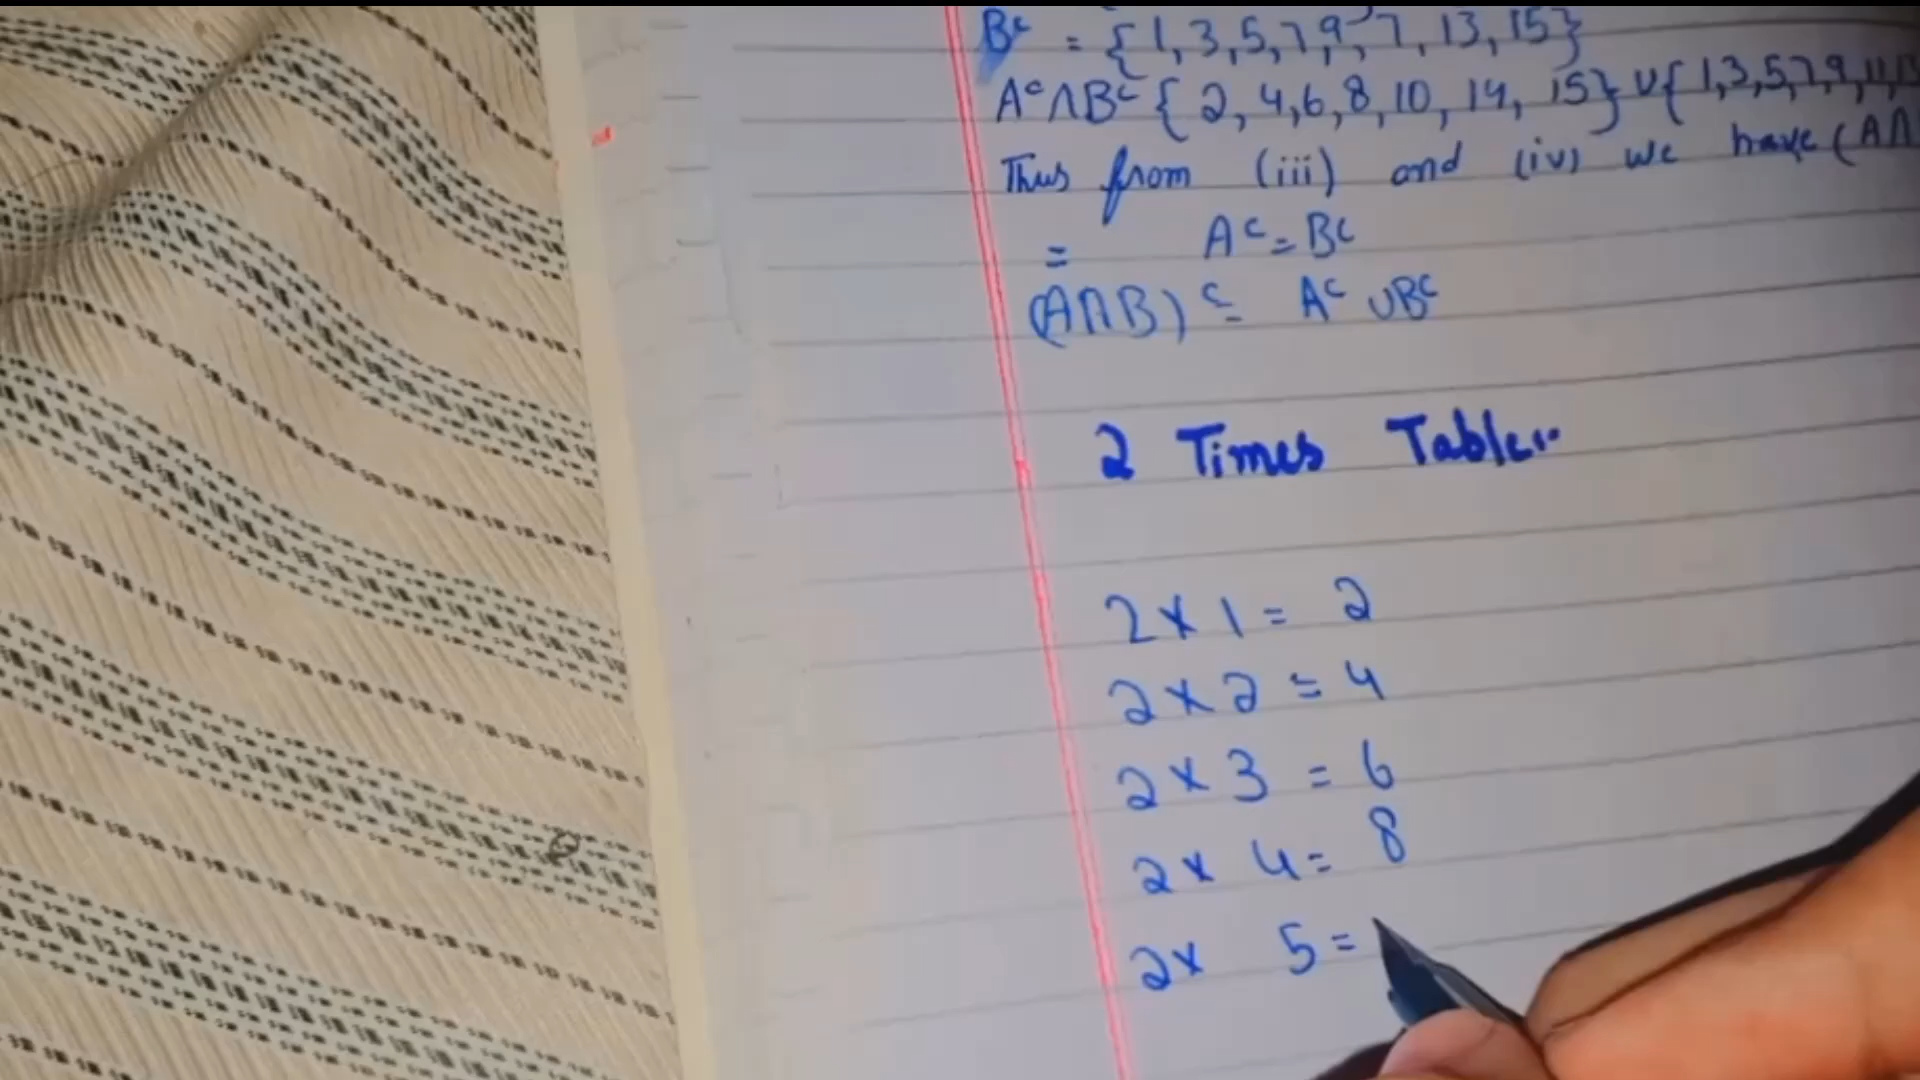 Bᶜ = {1,3,5,7,9,7,13,15}
Aᶜ∩Bᶜ {2,4,6,8,10,14,15}∪{1,3,5,7,9,11,13
Thus from (iii) and (iv) we have (A∩
= Aᶜ=Bᶜ
(A∩B)ᶜ = Aᶜ ∪Bᶜ
2 Times Table:
2 × 1 = 2
2 × 2 = 4
2 × 3 = 6
2 × 4 = 8
2 × 5 =